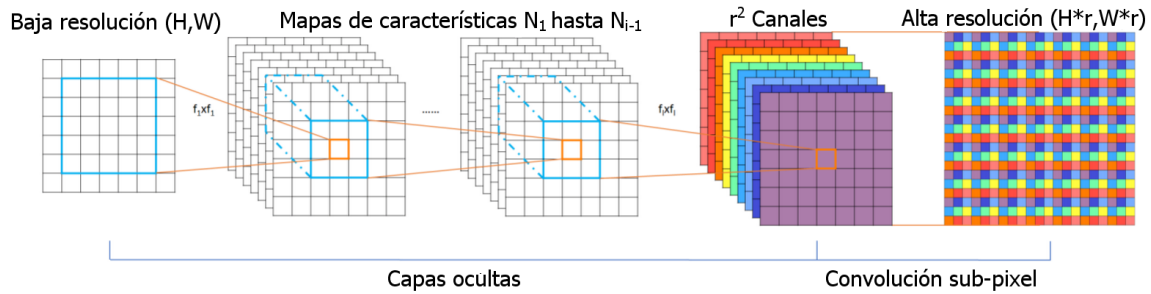 Baja resolución (H,W)
Mapas de características N₁ hasta Nᵢ₋₁
r² Canales
Alta resolución (H*r,W*r)
f₁xf₁
......
fᵢxfᵢ
Capas ocultas
Convolución sub-pixel